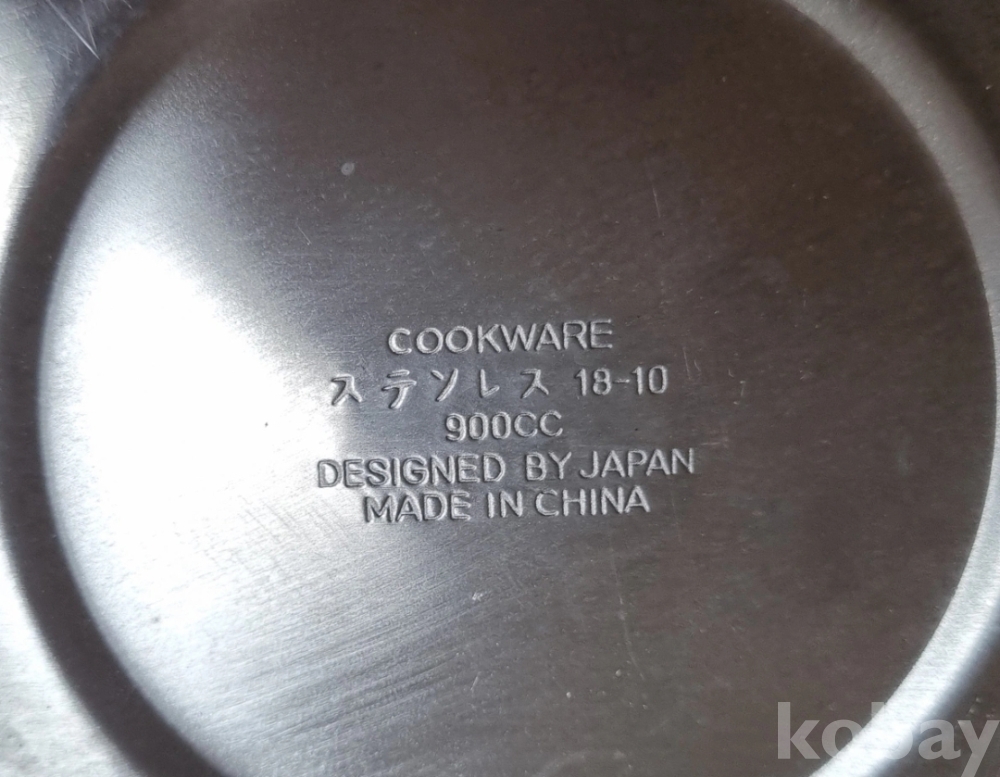 COOKWARE
ステンレス 18-10
900CC
DESIGNED BY JAPAN
MADE IN CHINA
kobay